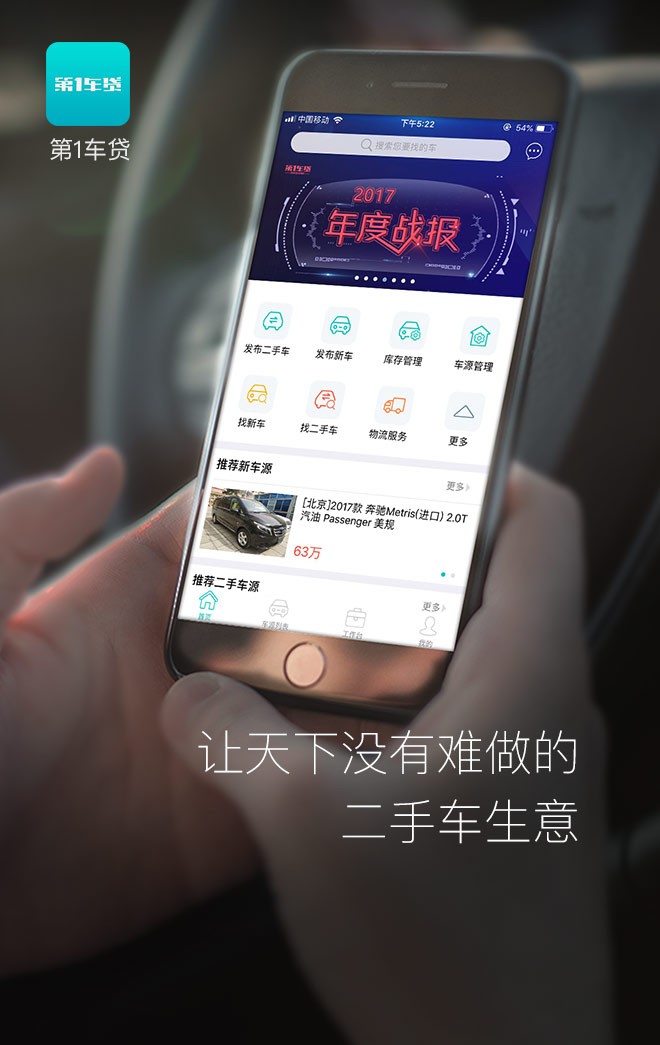 第1车贷
第1车贷
中国移动
下午5:22
54%
搜索您要找的车
第1车贷
2017
年度战报
发布二手车
发布新车
库存管理
车源管理
找新车
找二手车
物流服务
更多
推荐新车源
更多
[北京]2017款 奔驰Metris(进口) 2.0T
汽油 Passenger 美规
63万
推荐二手车源
更多
首页
车源列表
工作台
我的
让天下没有难做的
二手车生意